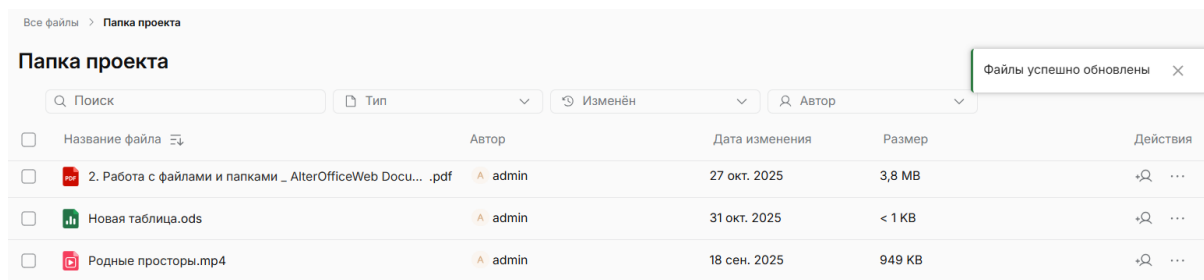 Все файлы > Папка проекта
Папка проекта
Файлы успешно обновлены
Поиск Тип Изменён Автор
Название файла Автор Дата изменения Размер Действия
PDF 2. Работа с файлами и папками _ AlterOfficeWeb Docu... .pdf A admin 27 окт. 2025 3,8 MB ...
Новая таблица.ods A admin 31 окт. 2025 < 1 KB ...
Родные просторы.mp4 A admin 18 сен. 2025 949 KB ...